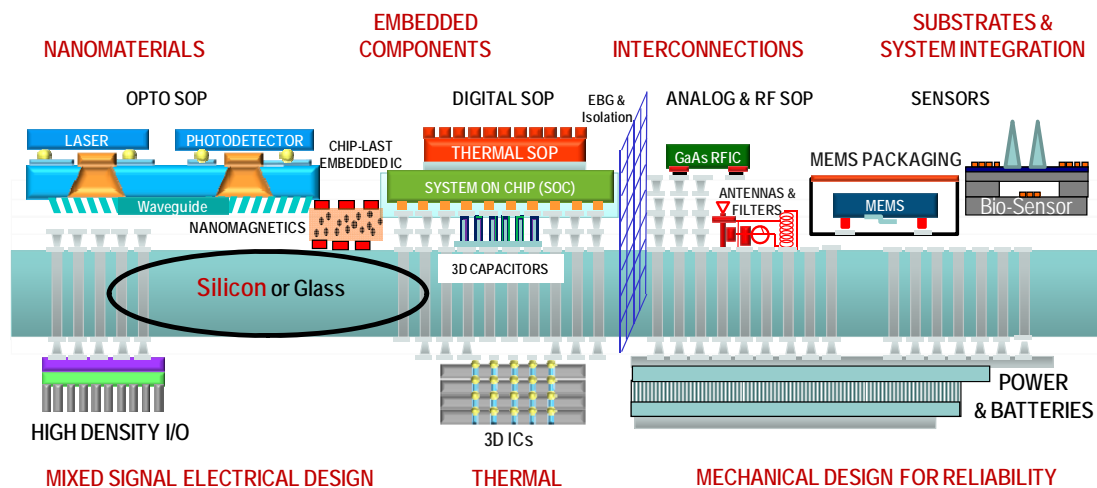 NANOMATERIALS
EMBEDDED
COMPONENTS
INTERCONNECTIONS
SUBSTRATES &
SYSTEM INTEGRATION
OPTO SOP
DIGITAL SOP
EBG &
Isolation
ANALOG & RF SOP
SENSORS
LASER
PHOTODETECTOR
CHIP-LAST
EMBEDDED IC
THERMAL SOP
GaAs RFIC
MEMS PACKAGING
SYSTEM ON CHIP (SOC)
ANTENNAS &
FILTERS
MEMS
Waveguide
Bio-Sensor
NANOMAGNETICS
3D CAPACITORS
Silicon or Glass
POWER
& BATTERIES
HIGH DENSITY I/O
3D ICs
MIXED SIGNAL ELECTRICAL DESIGN
THERMAL
MECHANICAL DESIGN FOR RELIABILITY